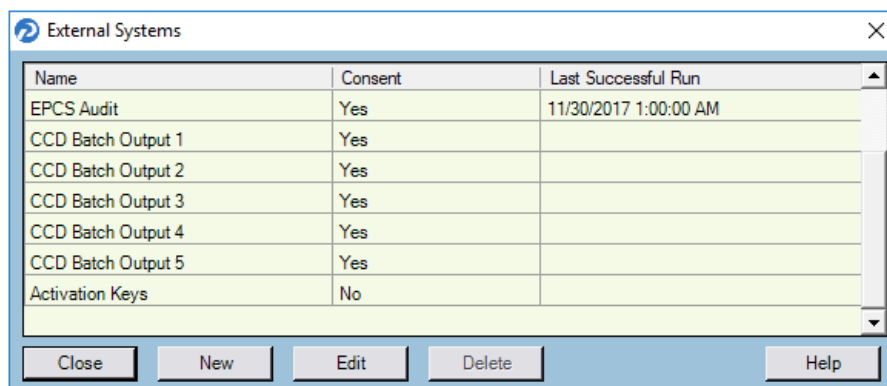 External Systems
Name Consent Last Successful Run
EPCS Audit Yes 11/30/2017 1:00:00 AM
CCD Batch Output 1 Yes
CCD Batch Output 2 Yes
CCD Batch Output 3 Yes
CCD Batch Output 4 Yes
CCD Batch Output 5 Yes
Activation Keys No
Close New Edit Delete Help